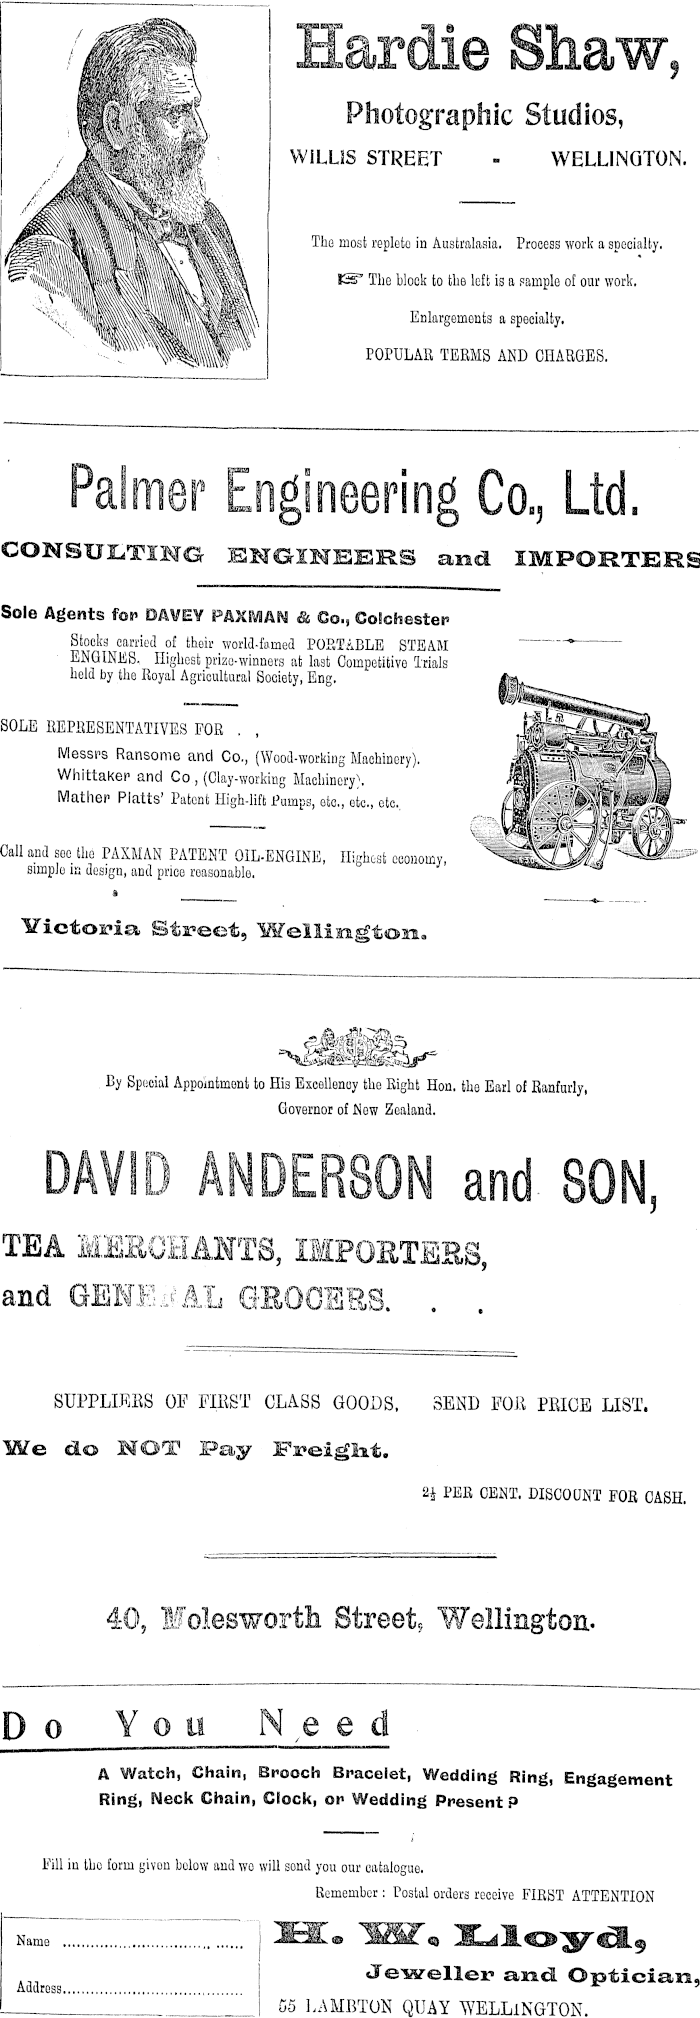 Hardie Shaw,
Photographic Studios,
WILLIS STREET - WELLINGTON.
The most replete in Australasia. Process work a specialty.
☞ The block to the left is a sample of our work.
Enlargements a specialty.
POPULAR TERMS AND CHARGES.
Palmer Engineering Co., Ltd.
CONSULTING ENGINEERS and IMPORTERS
Sole Agents for DAVEY PAXMAN & Co., Colchester
Stocks carried of their world-famed PORTABLE STEAM
ENGINES. Highest prize-winners at last Competitive Trials
held by the Royal Agricultural Society, Eng.
SOLE REPRESENTATIVES FOR . ,
Messrs Ransome and Co., (Wood-working Machinery).
Whittaker and Co , (Clay-working Machinery).
Mather Platts' Patent High-lift Pumps, etc., etc., etc.
Call and see the PAXMAN PATENT OIL-ENGINE, Highest economy,
simple in design, and price reasonable.
Victoria Street, Wellington.
By Special Appointment to His Excellency the Right Hon. the Earl of Ranfurly,
Governor of New Zealand.
DAVID ANDERSON and SON,
TEA MERCHANTS, IMPORTERS,
and GENERAL GROCERS. . .
SUPPLIERS OF FIRST CLASS GOODS, SEND FOR PRICE LIST.
We do NOT Pay Freight.
2½ PER CENT. DISCOUNT FOR CASH.
40, Molesworth Street, Wellington.
Do You Need
A Watch, Chain, Brooch Bracelet, Wedding Ring, Engagement
Ring, Neck Chain, Clock, or Wedding Present?
Fill in the form given below and we will send you our catalogue.
Remember: Postal orders receive FIRST ATTENTION
Name ..........................................
Address..........................................
H. W. Lloyd,
Jeweller and Optician,
55 LAMBTON QUAY WELLINGTON.